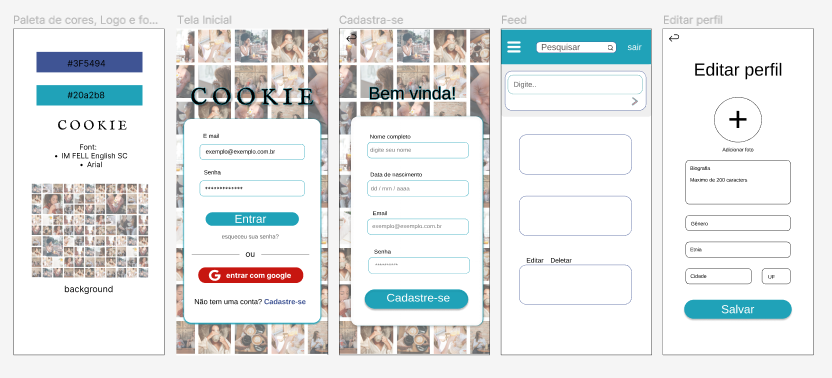 Paleta de cores, Logo e fo...
#3F5494
#20a2b8
COOKIE
Font:
• IM FELL English SC
• Arial
background
Tela Inicial
COOKIE
E mail
exemplo@exemplo.com.br
Senha
*************
Entrar
esqueceu sua senha?
ou
G entrar com google
Não tem uma conta? Cadastre-se
Cadastra-se
Bem vinda!
Nome completo
digite seu nome
Data de nascimento
dd / mm / aaaa
Email
exemplo@exemplo.com.br
Senha
**********
Cadastre-se
Feed
Pesquisar
sair
Digite..
Editar Deletar
Editar perfil
Editar perfil
+
Adicionar foto
Biografia
Maximo de 200 caracters
Gênero
Etnia
Cidade
UF
Salvar